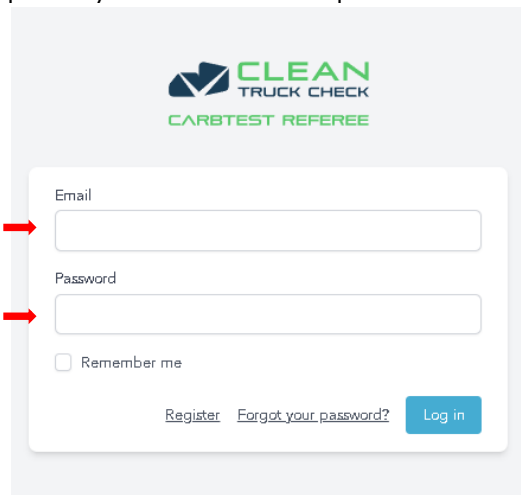 CLEAN
TRUCK CHECK
CARBTEST REFEREE
Email
Password
Remember me
Register Forgot your password? Log in